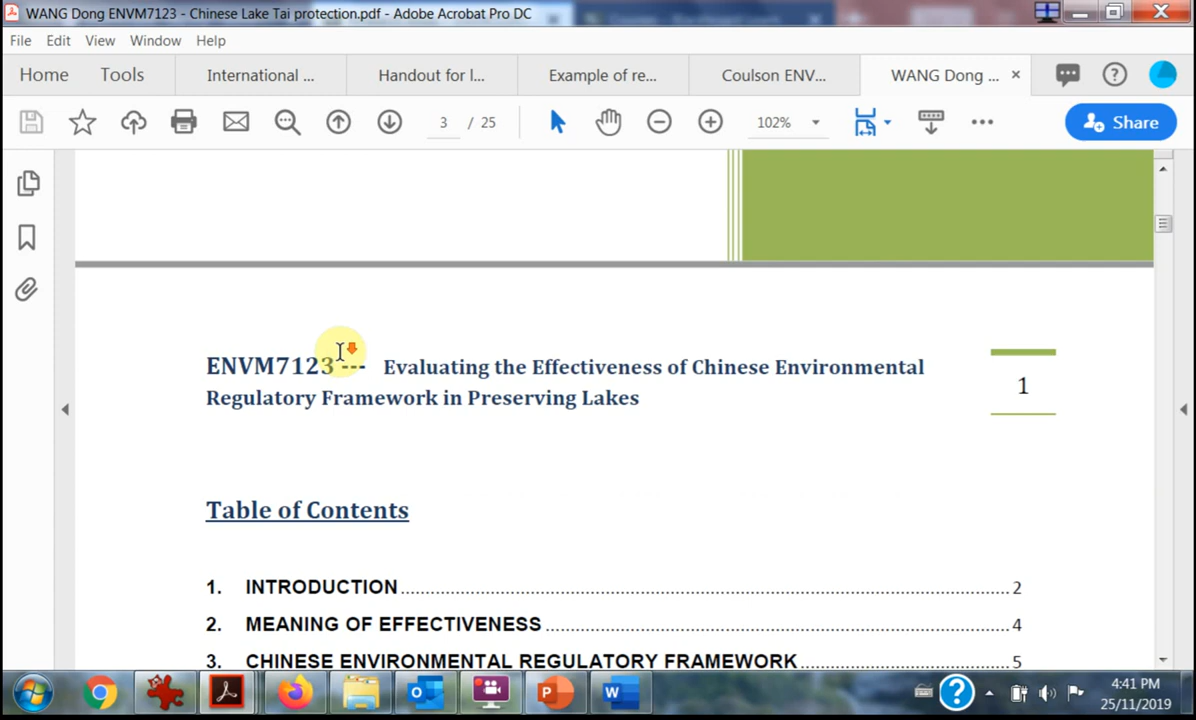 WANG Dong ENVM7123 - Chinese Lake Tai protection.pdf - Adobe Acrobat Pro DC
File Edit View Window Help
Home Tools International ... Handout for l... Example of re... Coulson ENV... WANG Dong ... ×
3 / 25 102% Share
ENVM7123 --- Evaluating the Effectiveness of Chinese Environmental
Regulatory Framework in Preserving Lakes
1
Table of Contents
1. INTRODUCTION 2
2. MEANING OF EFFECTIVENESS 4
3. CHINESE ENVIRONMENTAL REGULATORY FRAMEWORK 5
4:41 PM
25/11/2019